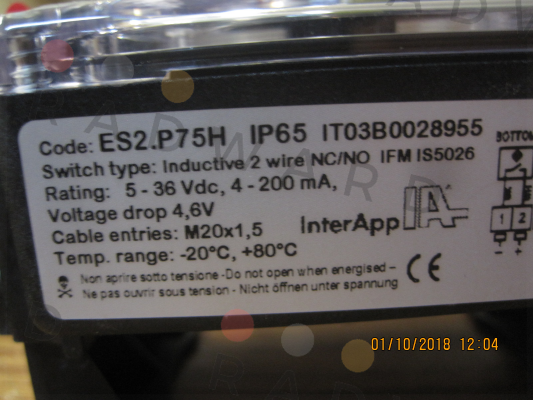 Code: ES2.P75H IP65 IT03B0028955
Switch type: Inductive 2 wire NC/NO IFM IS5026
Rating: 5 - 36 Vdc, 4 - 200 mA,
Voltage drop 4,6V
Cable entries: M20x1,5
Temp. range: -20°C, +80°C
InterApp IA
BOTTOM
1 2
- +
Non aprire sotto tensione - Do not open when energised –
Ne pas ouvrir sous tension - Nicht öffnen unter spannung
CE
01/10/2018 12:04
RADWARD